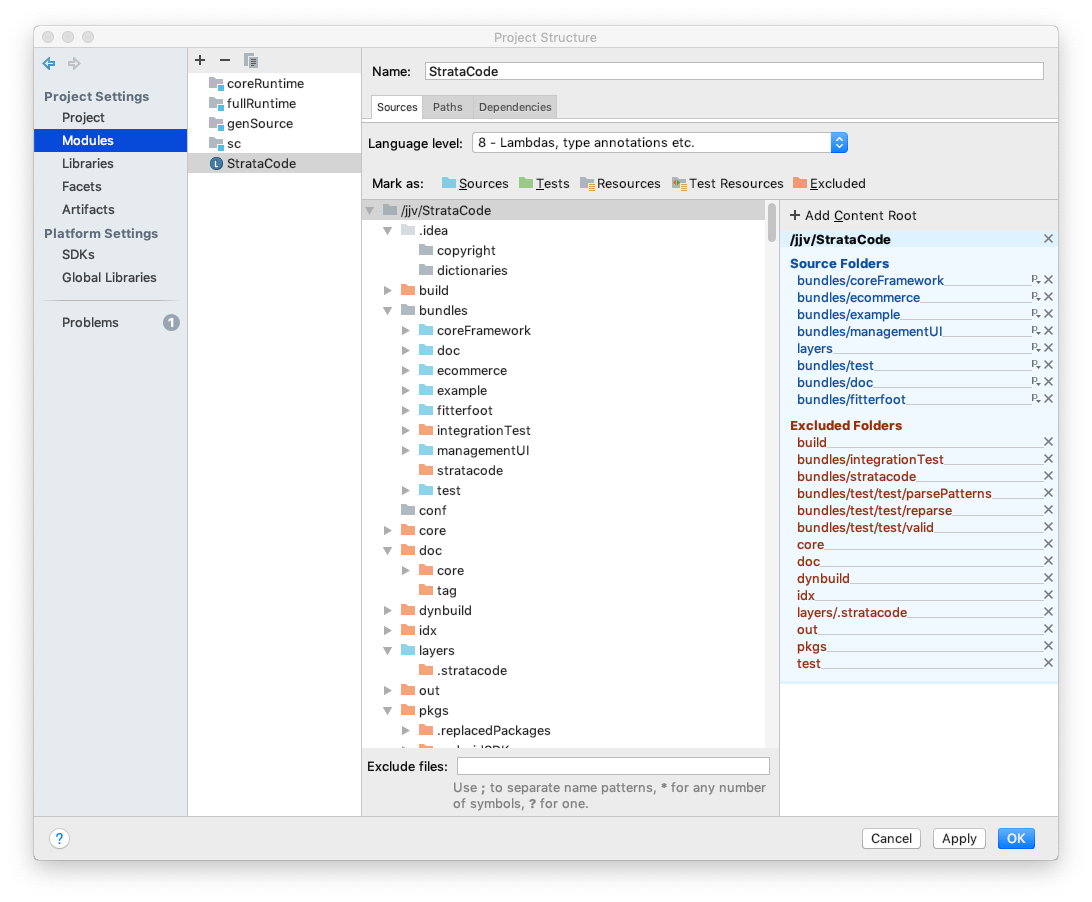 Project Structure
Project Settings
Project
Modules
Libraries
Facets
Artifacts
Platform Settings
SDKs
Global Libraries
Problems 1
coreRuntime
fullRuntime
genSource
sc
L StrataCode
Name: StrataCode
Sources Paths Dependencies
Language level: 8 - Lambdas, type annotations etc.
Mark as: Sources Tests Resources Test Resources Excluded
/jjv/StrataCode
.idea
copyright
dictionaries
build
bundles
coreFramework
doc
ecommerce
example
fitterfoot
integrationTest
managementUI
stratacode
test
conf
core
doc
core
tag
dynbuild
idx
layers
.stratacode
out
pkgs
.replacedPackages
Exclude files:
Use ; to separate name patterns, * for any number
of symbols, ? for one.
+ Add Content Root
/jjv/StrataCode
Source Folders
bundles/coreFramework
bundles/ecommerce
bundles/example
bundles/managementUI
layers
bundles/test
bundles/doc
bundles/fitterfoot
Excluded Folders
build
bundles/integrationTest
bundles/stratacode
bundles/test/test/parsePatterns
bundles/test/test/reparse
bundles/test/test/valid
core
doc
dynbuild
idx
layers/.stratacode
out
pkgs
test
? Cancel Apply OK